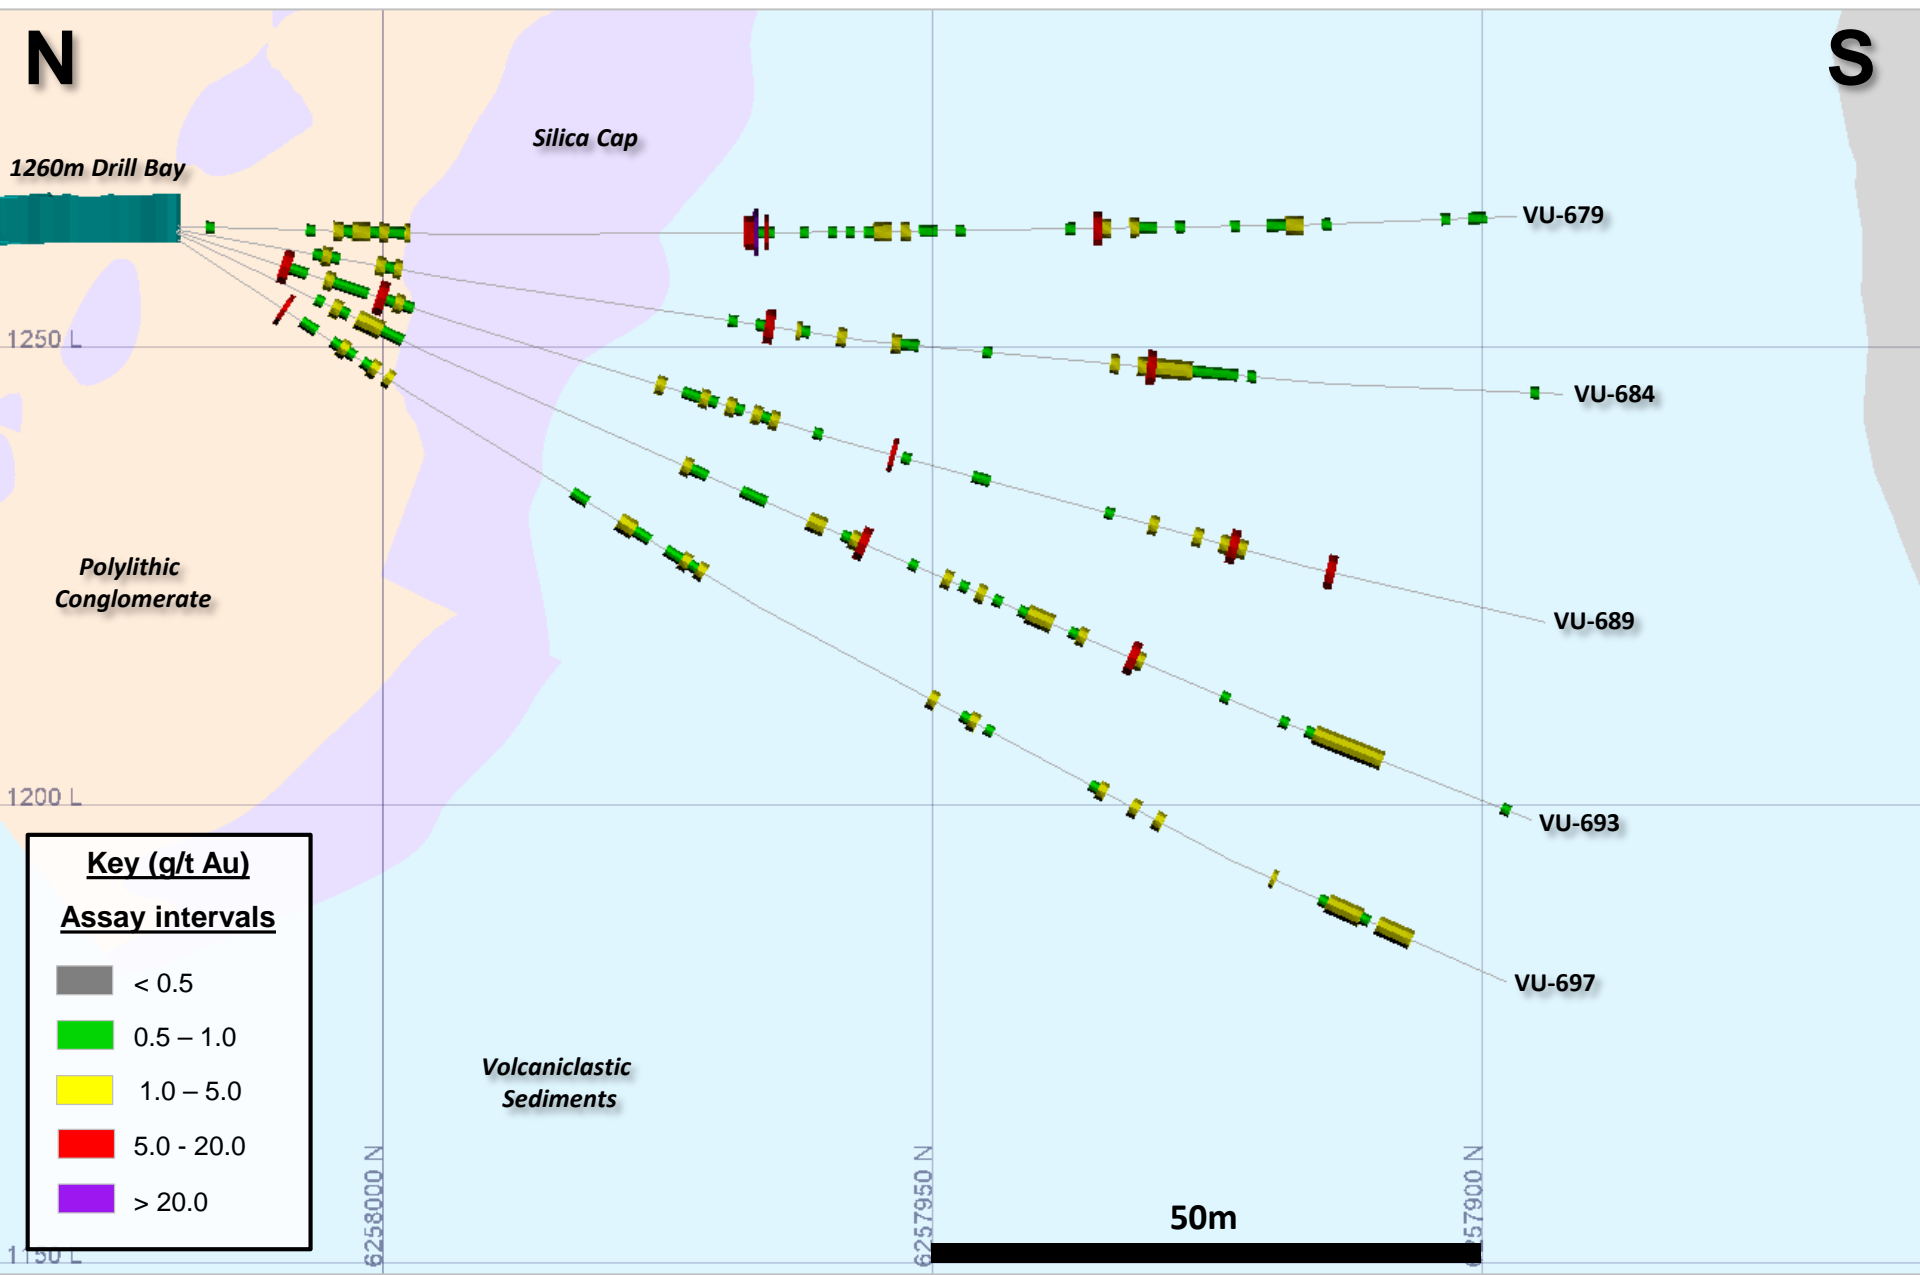 N
S
Silica Cap
1260m Drill Bay
VU-679
1250 L
VU-684
Polylithic
Conglomerate
VU-689
1200 L
VU-693
Key (g/t Au)
Assay intervals
< 0.5
0.5 – 1.0
1.0 – 5.0
5.0 - 20.0
> 20.0
VU-697
Volcaniclastic
Sediments
6258000 N
6257950 N
6257900 N
50m
1150 L